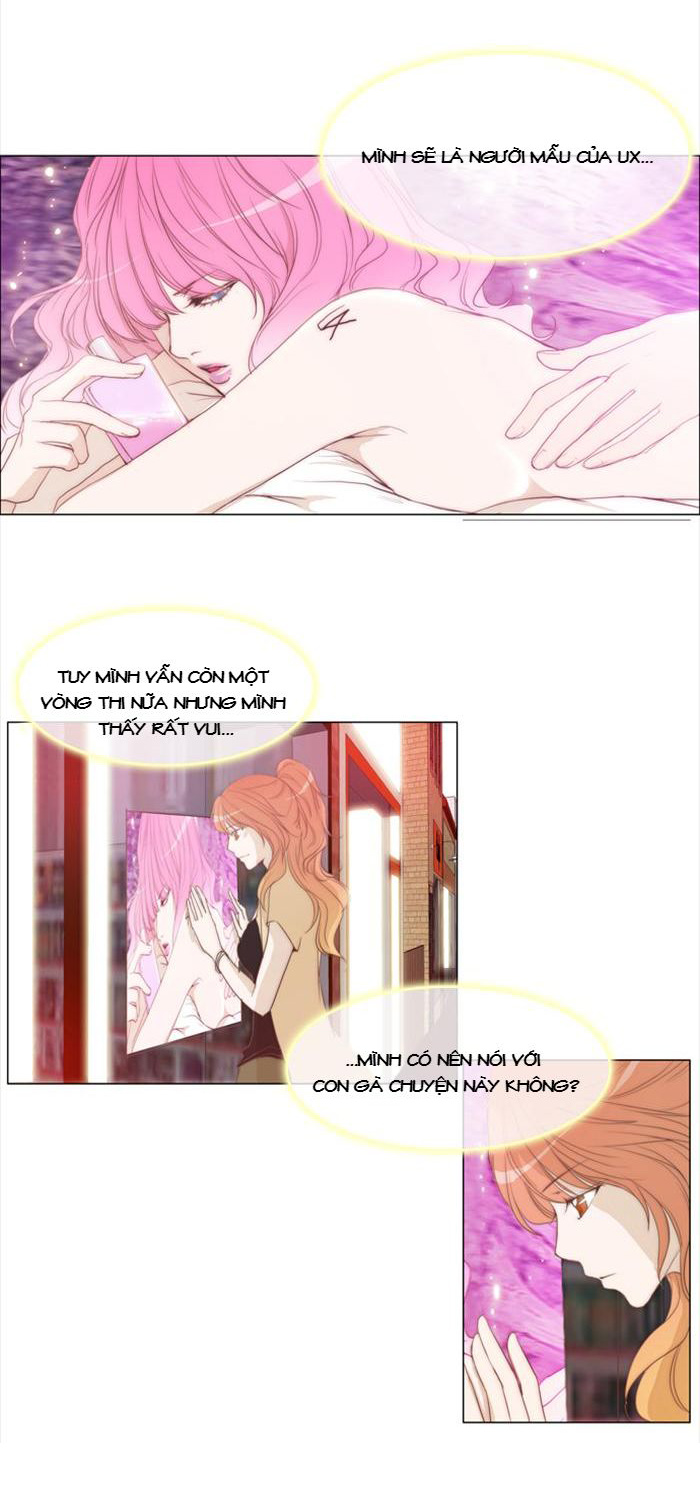 MÌNH SẼ LÀ NGƯỜI MẪU CỦA UX...
TUY MÌNH VẪN CÒN MỘT
VÒNG THI NỮA NHƯNG MÌNH
THẤY RẤT VUI...
...MÌNH CÓ NÊN NÓI VỚI
CON GÀ CHUYỆN NÀY KHÔNG?